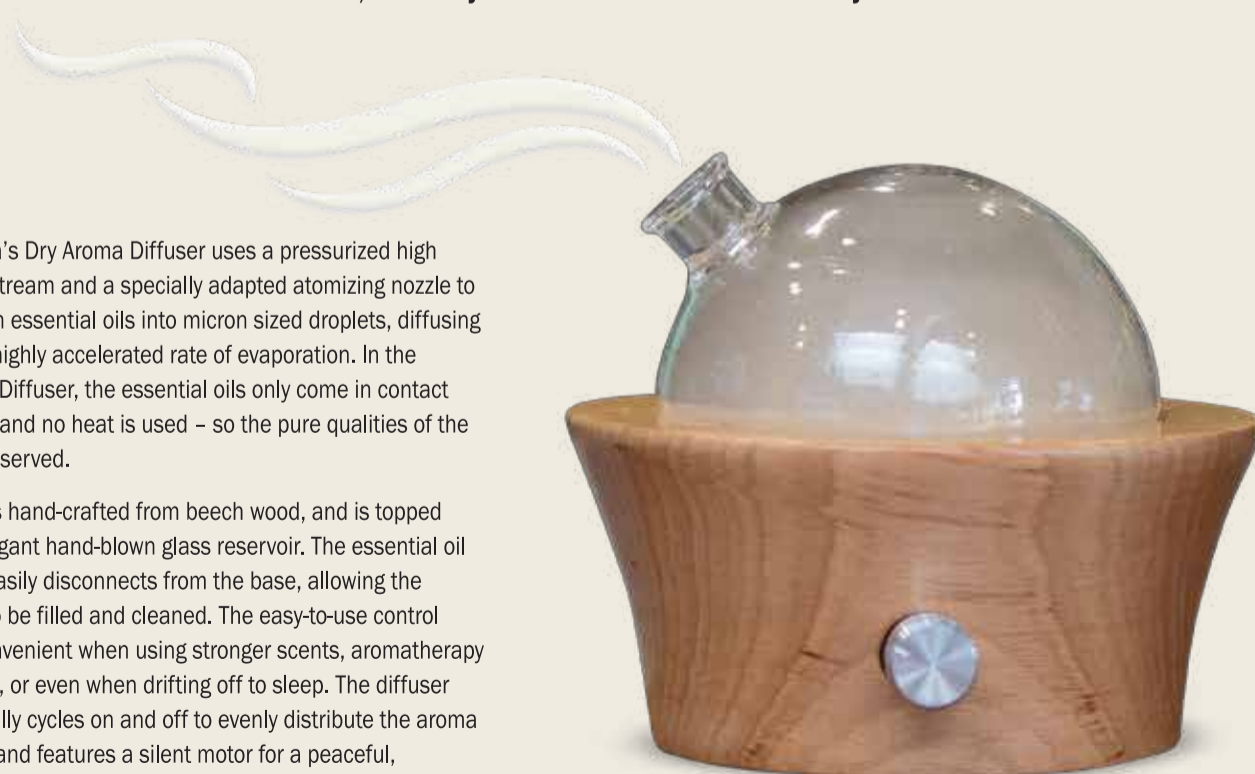 's Dry Aroma Diffuser uses a pressurized high
tream and a specially adapted atomizing nozzle to
essential oils into micron sized droplets, diffusing
highly accelerated rate of evaporation. In the
Diffuser, the essential oils only come in contact
and no heat is used – so the pure qualities of the
served.
hand-crafted from beech wood, and is topped
gant hand-blown glass reservoir. The essential oil
asily disconnects from the base, allowing the
be filled and cleaned. The easy-to-use control
venient when using stronger scents, aromatherapy
, or even when drifting off to sleep. The diffuser
lly cycles on and off to evenly distribute the aroma
and features a silent motor for a peaceful,